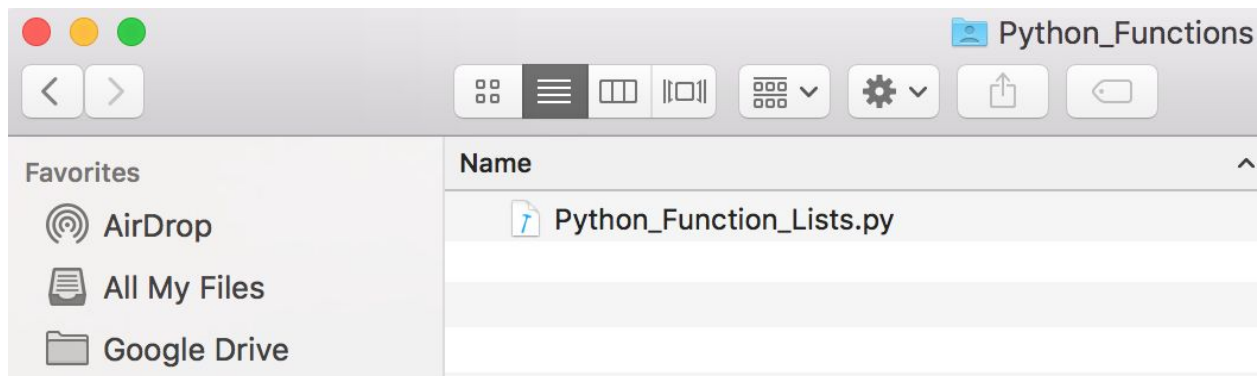 Python_Functions
Favorites
Name
AirDrop
Python_Function_Lists.py
All My Files
Google Drive